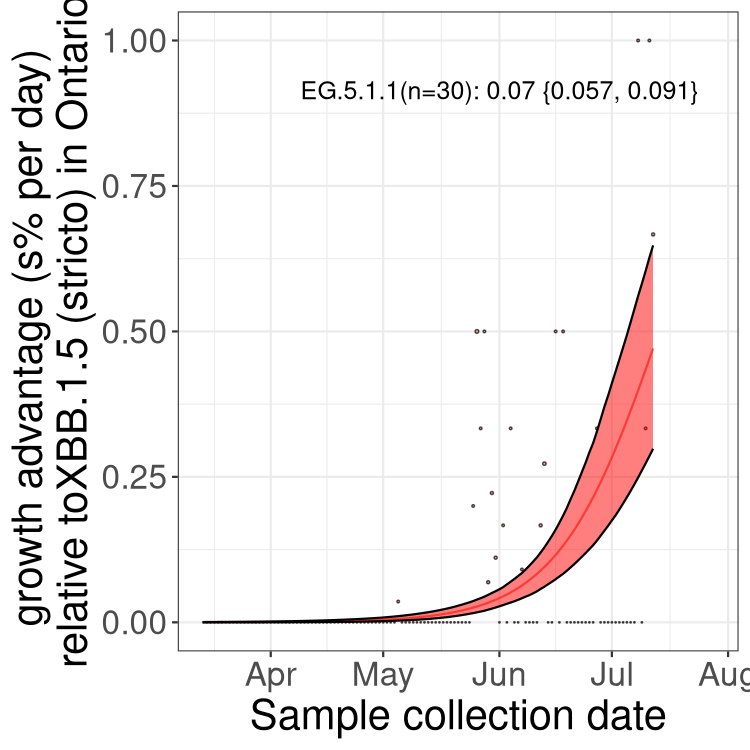 growth advantage (s% per day)
relative toXBB.1.5 (stricto) in Ontario
1.00
0.75
0.50
0.25
0.00
EG.5.1.1(n=30): 0.07 {0.057, 0.091}
Apr May Jun Jul Aug
Sample collection date